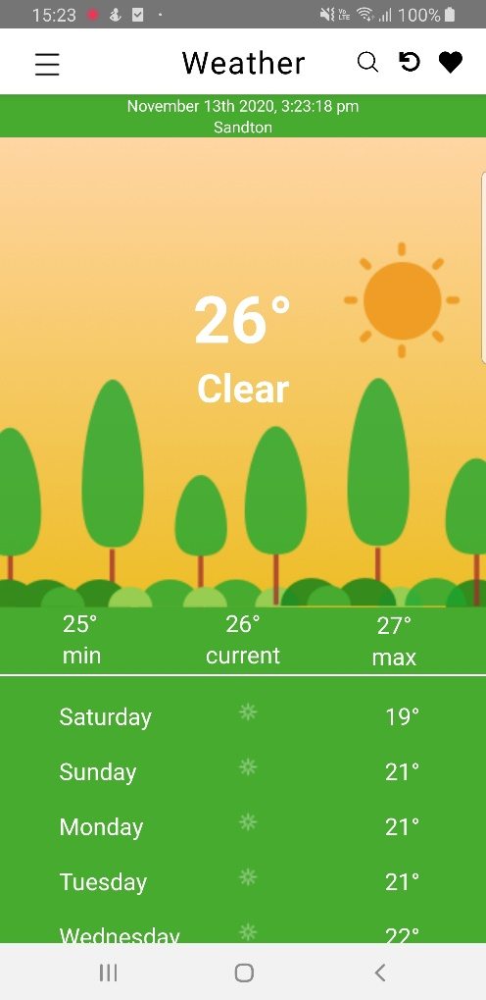 15:23 100%
Weather
November 13th 2020, 3:23:18 pm
Sandton
26°
Clear
25° 26° 27°
min current max
Saturday 19°
Sunday 21°
Monday 21°
Tuesday 21°
Wednesday 22°